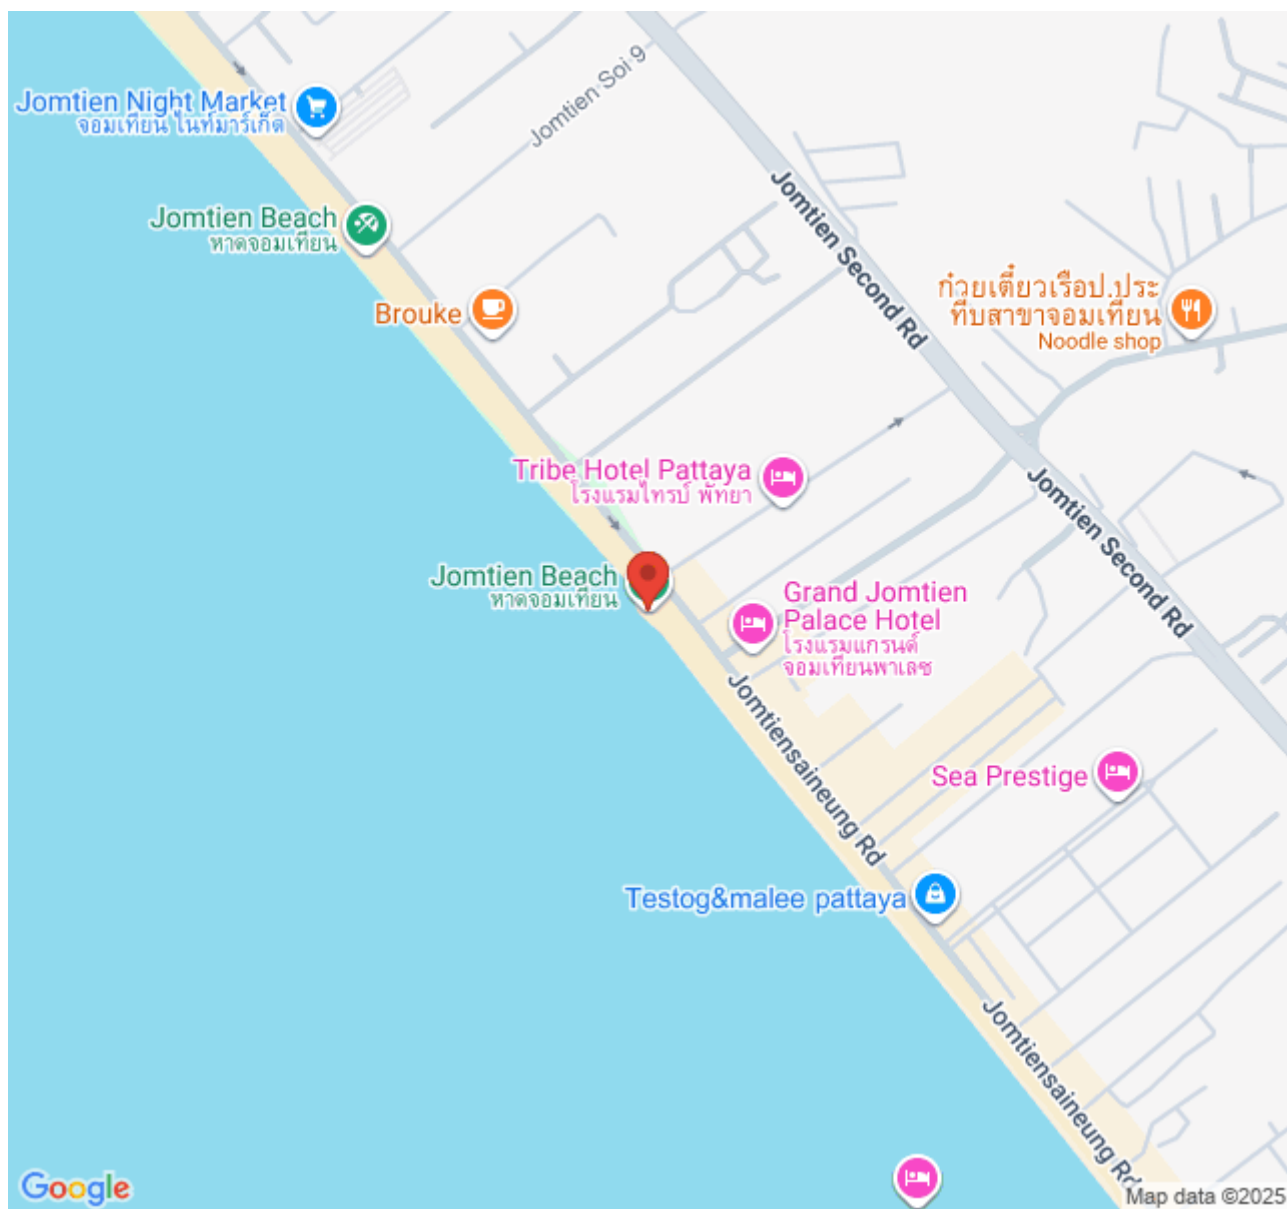 Jomtien Soi 9
Jomtien Night Market
จอมเทียน ไนท์มาร์เก็ต
Jomtien Beach
หาดจอมเทียน
Jomtien Second Rd
Brouke
ก๋วยเตี๋ยวเรือป.ประ
ทีบสาขาจอมเทียน
Noodle shop
Tribe Hotel Pattaya
โรงแรมไทรบ์ พัทยา
Jomtien Second Rd
Jomtien Beach
หาดจอมเทียน
Grand Jomtien
Palace Hotel
โรงแรมแกรนด์
จอมเทียนพาเลซ
Jomtiensaineung Rd
Sea Prestige
Testog&malee pattaya
Jomtiensaineung Rd
Google
Map data ©2025